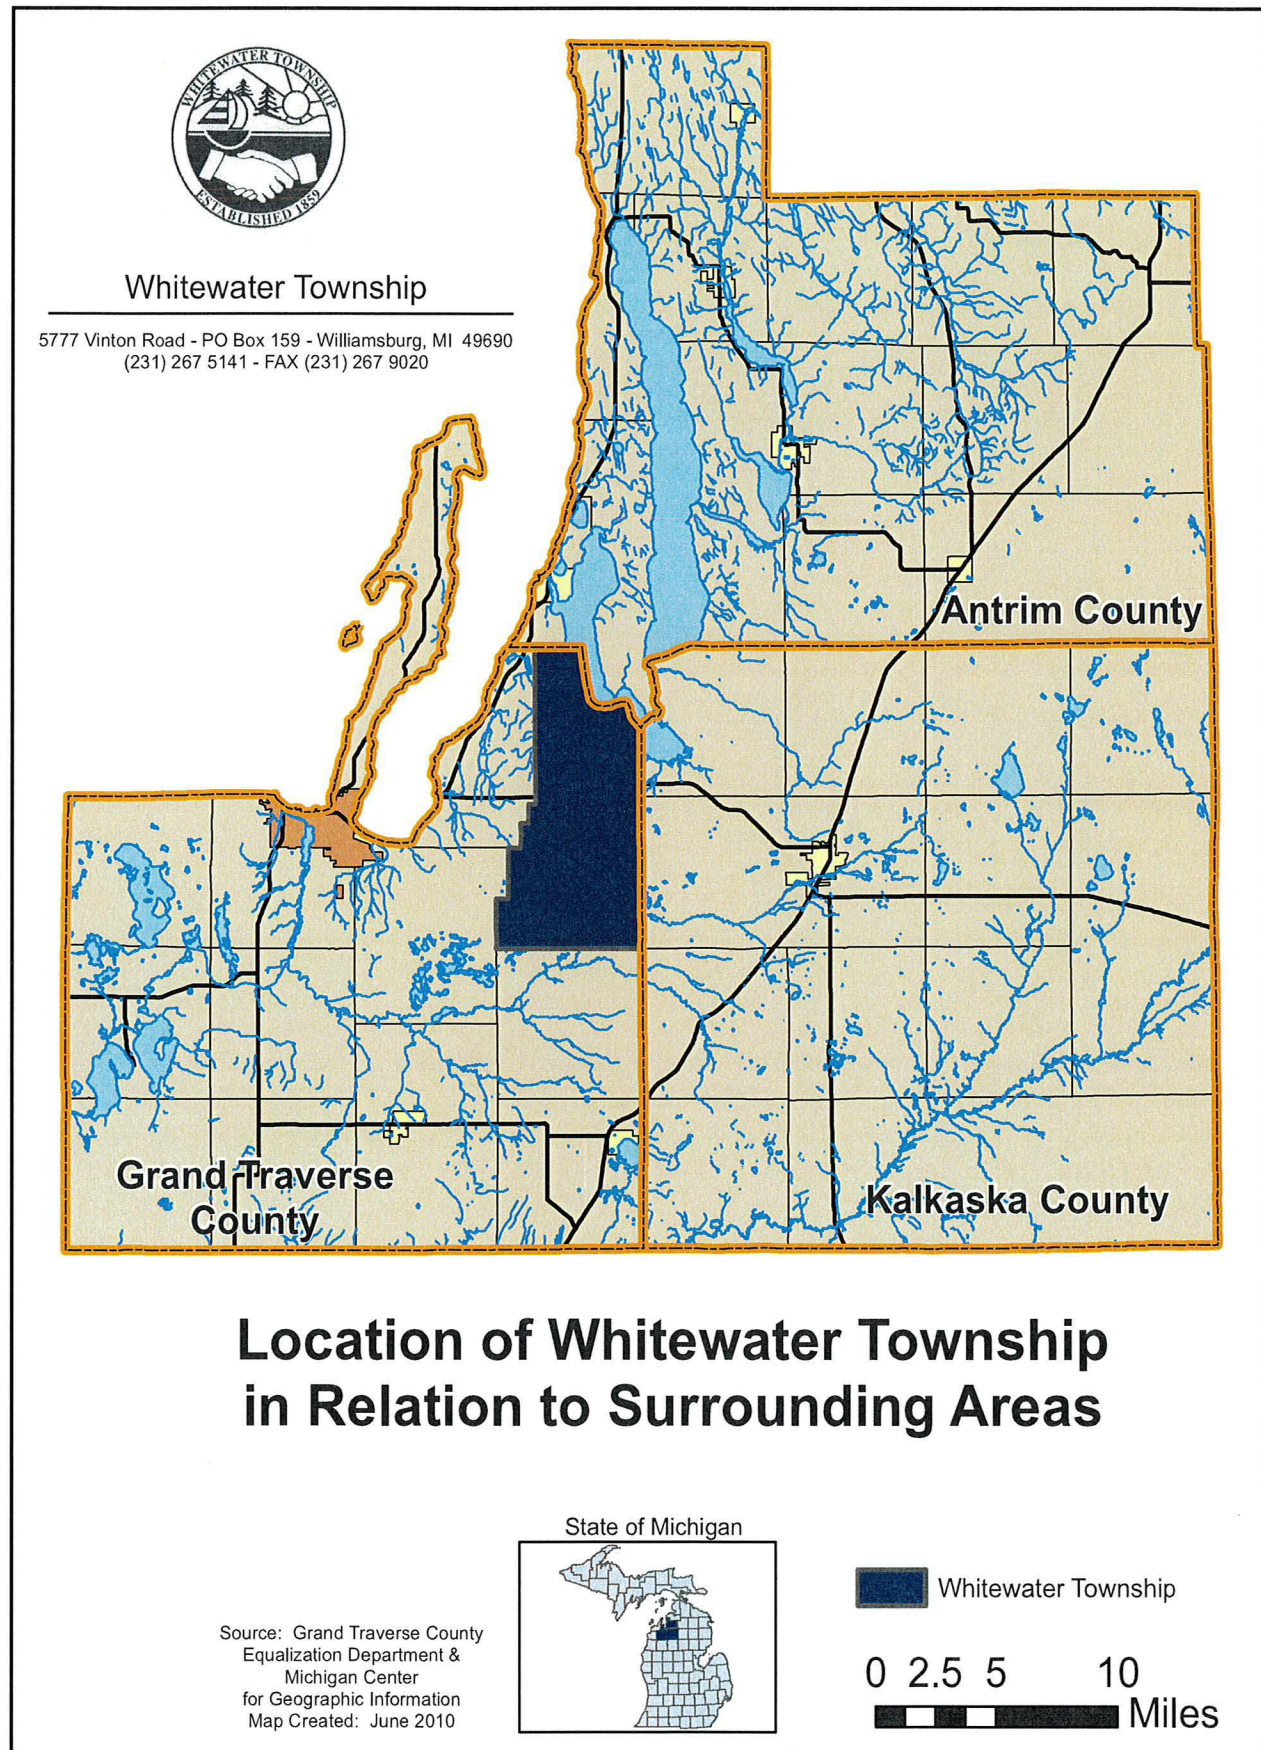 WHITEWATER TOWNSHIP
ESTABLISHED 1859
Whitewater Township
5777 Vinton Road - PO Box 159 - Williamsburg, MI 49690
(231) 267 5141 - FAX (231) 267 9020
Antrim County
Grand Traverse
County
Kalkaska County
Location of Whitewater Township
in Relation to Surrounding Areas
State of Michigan
Whitewater Township
Source: Grand Traverse County
Equalization Department &
Michigan Center
for Geographic Information
Map Created: June 2010
0 2.5 5 10
Miles